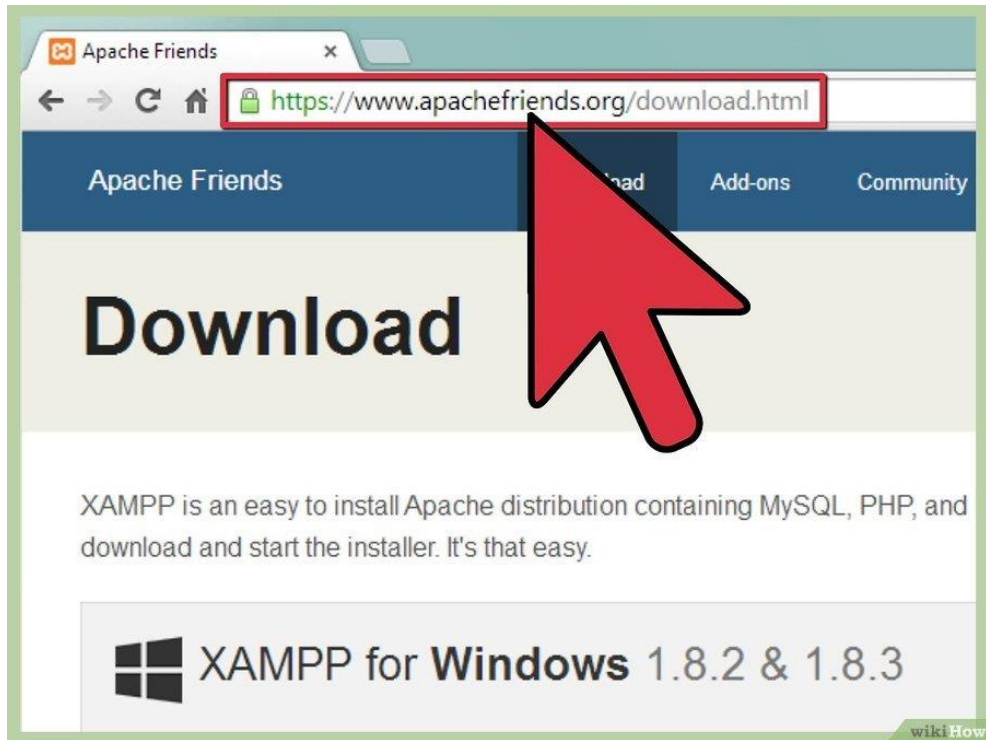 Apache Friends
https://www.apachefriends.org/download.html
Apache Friends
Add-ons
Community
Download
XAMPP is an easy to install Apache distribution containing MySQL, PHP, and
download and start the installer. It's that easy.
XAMPP for Windows 1.8.2 & 1.8.3
wikiHow